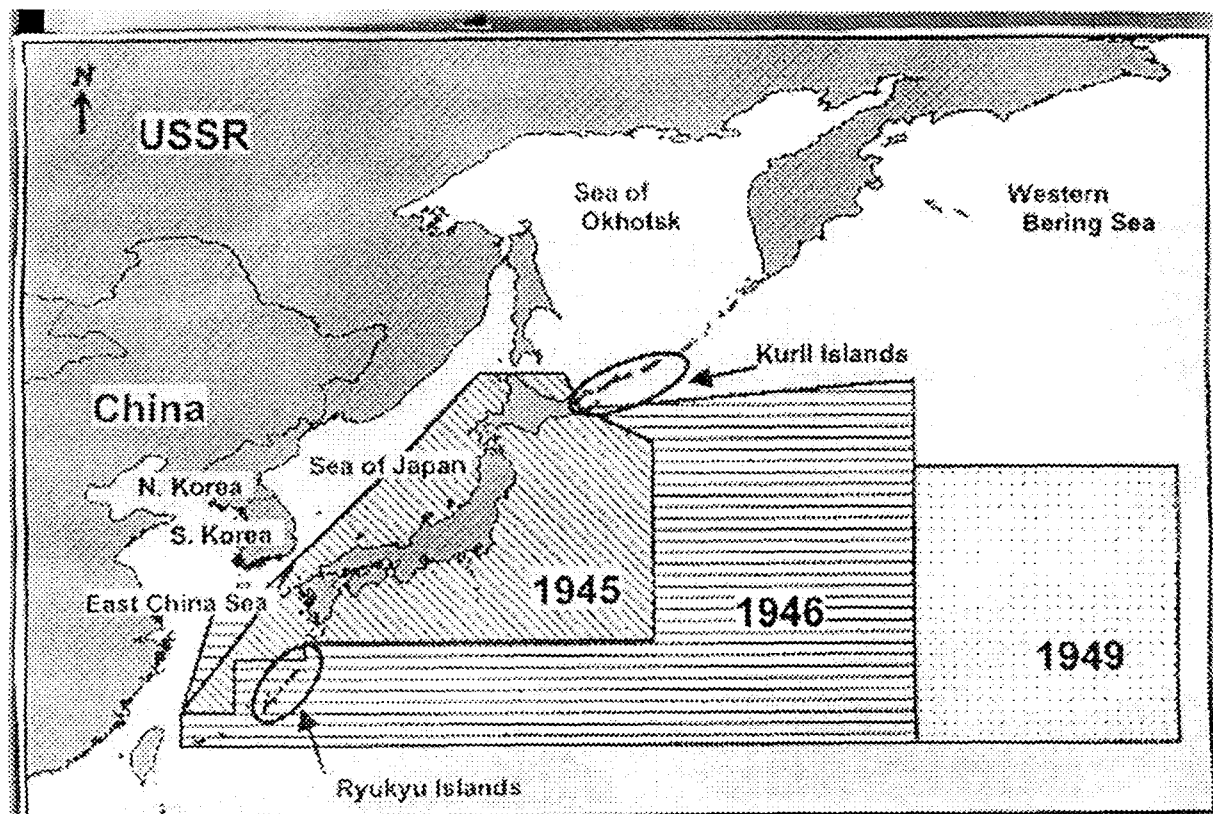 N
USSR
Sea of
Okhotsk
Western
Bering Sea
Kuril Islands
China
Sea of Japan
N. Korea
S. Korea
East China Sea
1945
1946
1949
Ryukyu Islands